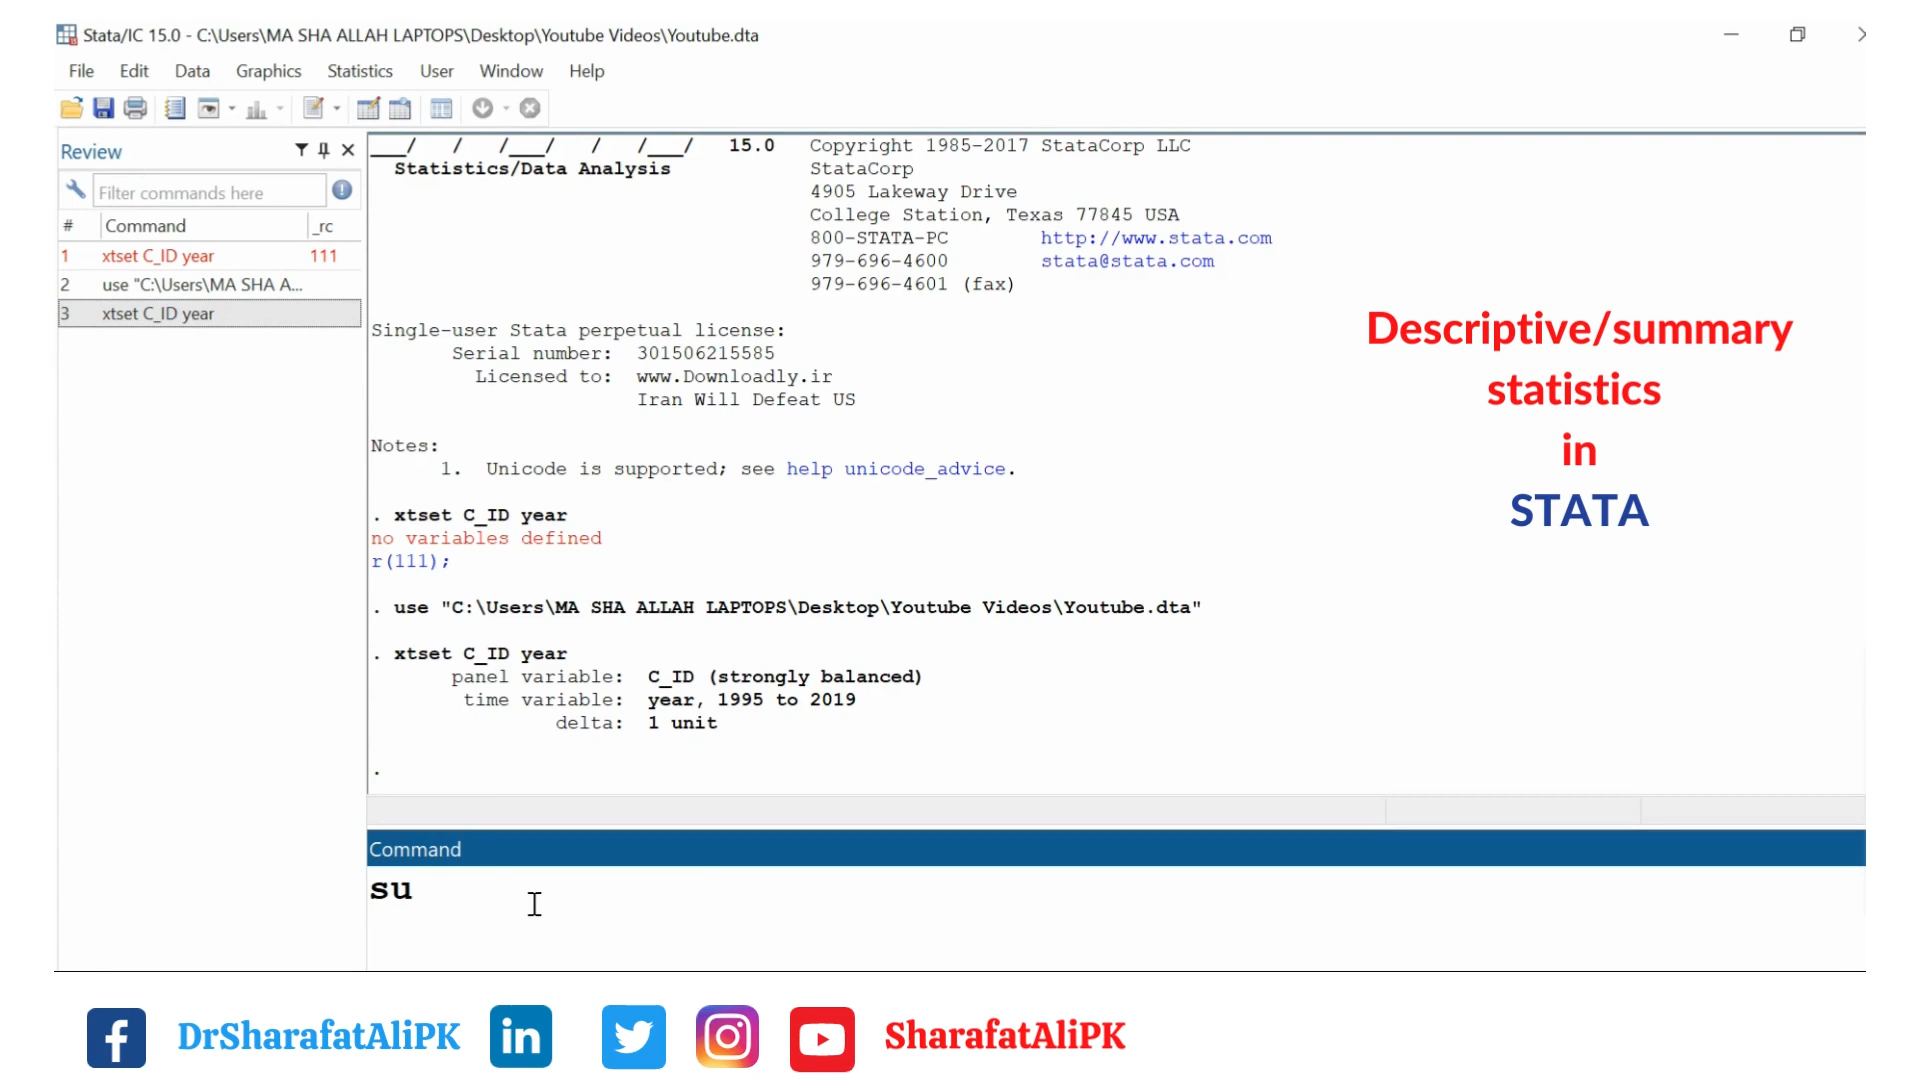 Stata/IC 15.0 - C:\Users\MA SHA ALLAH LAPTOPS\Desktop\Youtube Videos\Youtube.dta
File Edit Data Graphics Statistics User Window Help
Review
Filter commands here
# Command _rc
1 xtset C_ID year 111
2 use "C:\Users\MA SHA A...
3 xtset C_ID year
___/ / /___/ / /___/ 15.0 Copyright 1985-2017 StataCorp LLC
Statistics/Data Analysis StataCorp
4905 Lakeway Drive
College Station, Texas 77845 USA
800-STATA-PC http://www.stata.com
979-696-4600 stata@stata.com
979-696-4601 (fax)
Single-user Stata perpetual license:
Serial number: 301506215585
Licensed to: www.Downloadly.ir
Iran Will Defeat US
Notes:
1. Unicode is supported; see help unicode_advice.
. xtset C_ID year
no variables defined
r(111);
. use "C:\Users\MA SHA ALLAH LAPTOPS\Desktop\Youtube Videos\Youtube.dta"
. xtset C_ID year
panel variable: C_ID (strongly balanced)
time variable: year, 1995 to 2019
delta: 1 unit
.
Descriptive/summary
statistics
in
STATA
Command
su
DrSharafatAliPK
SharafatAliPK